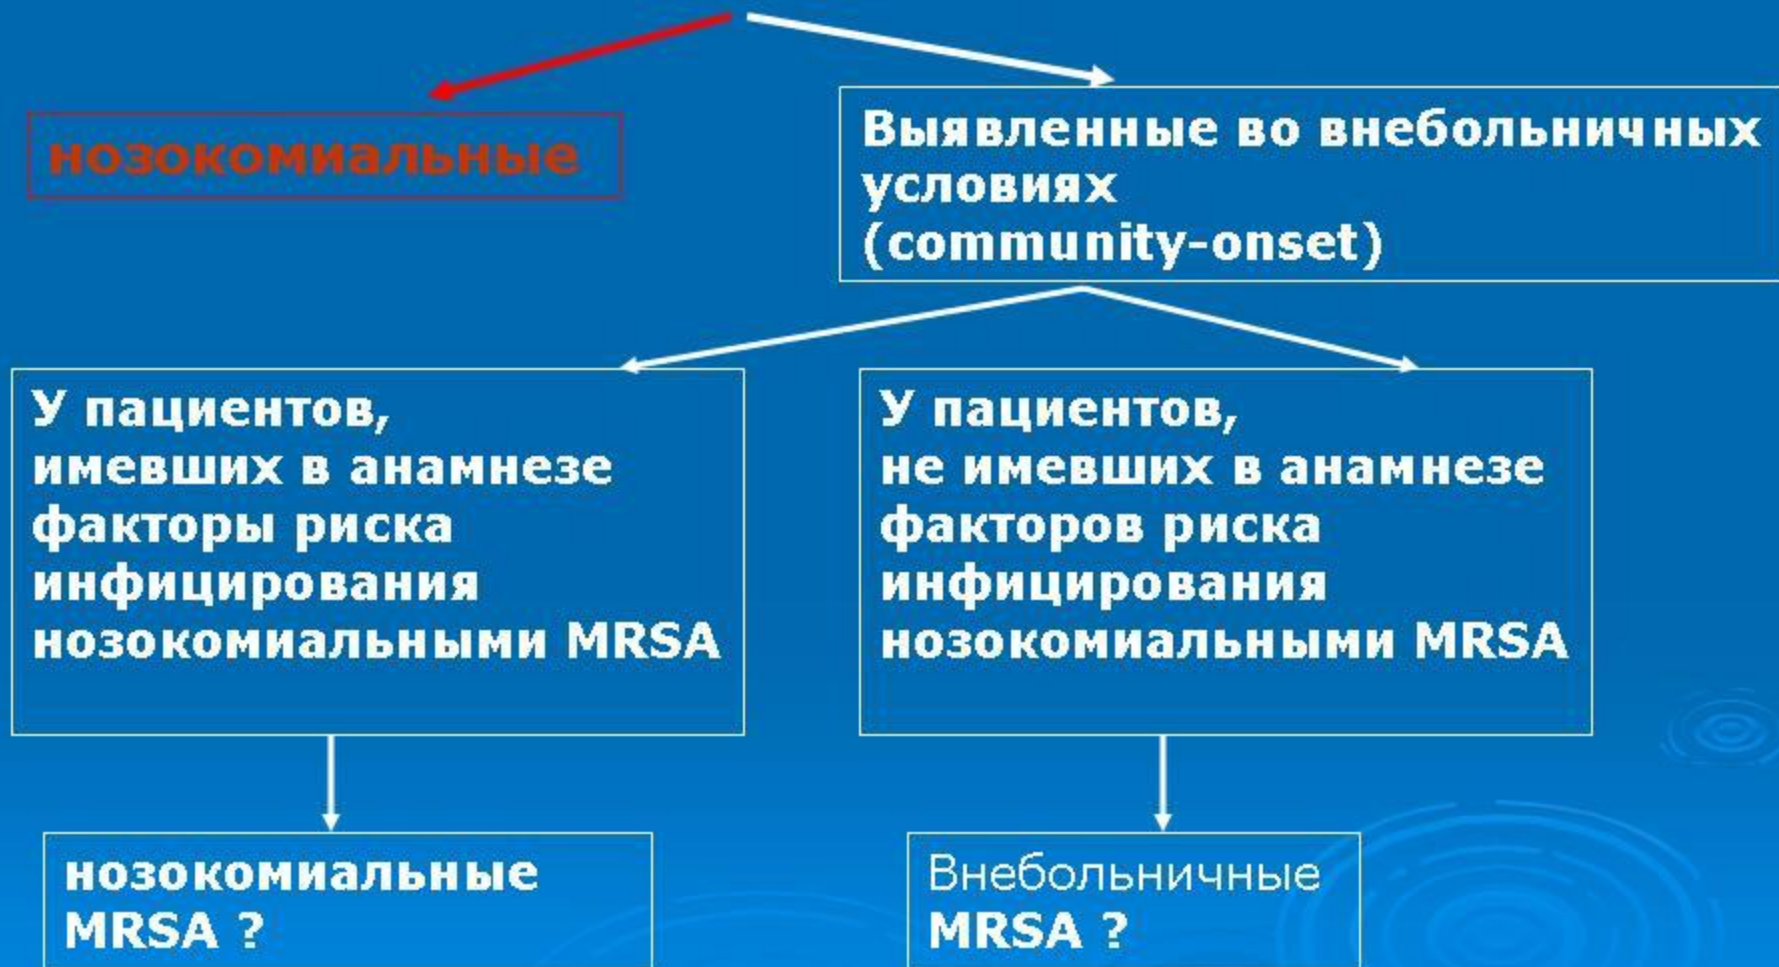 нозокомиальные
Выявленные во внебольничных
условиях
(community-onset)
У пациентов,
имевших в анамнезе
факторы риска
инфицирования
нозокомиальными MRSA
У пациентов,
не имевших в анамнезе
факторов риска
инфицирования
нозокомиальными MRSA
нозокомиальные
MRSA ?
Внебольничные
MRSA ?